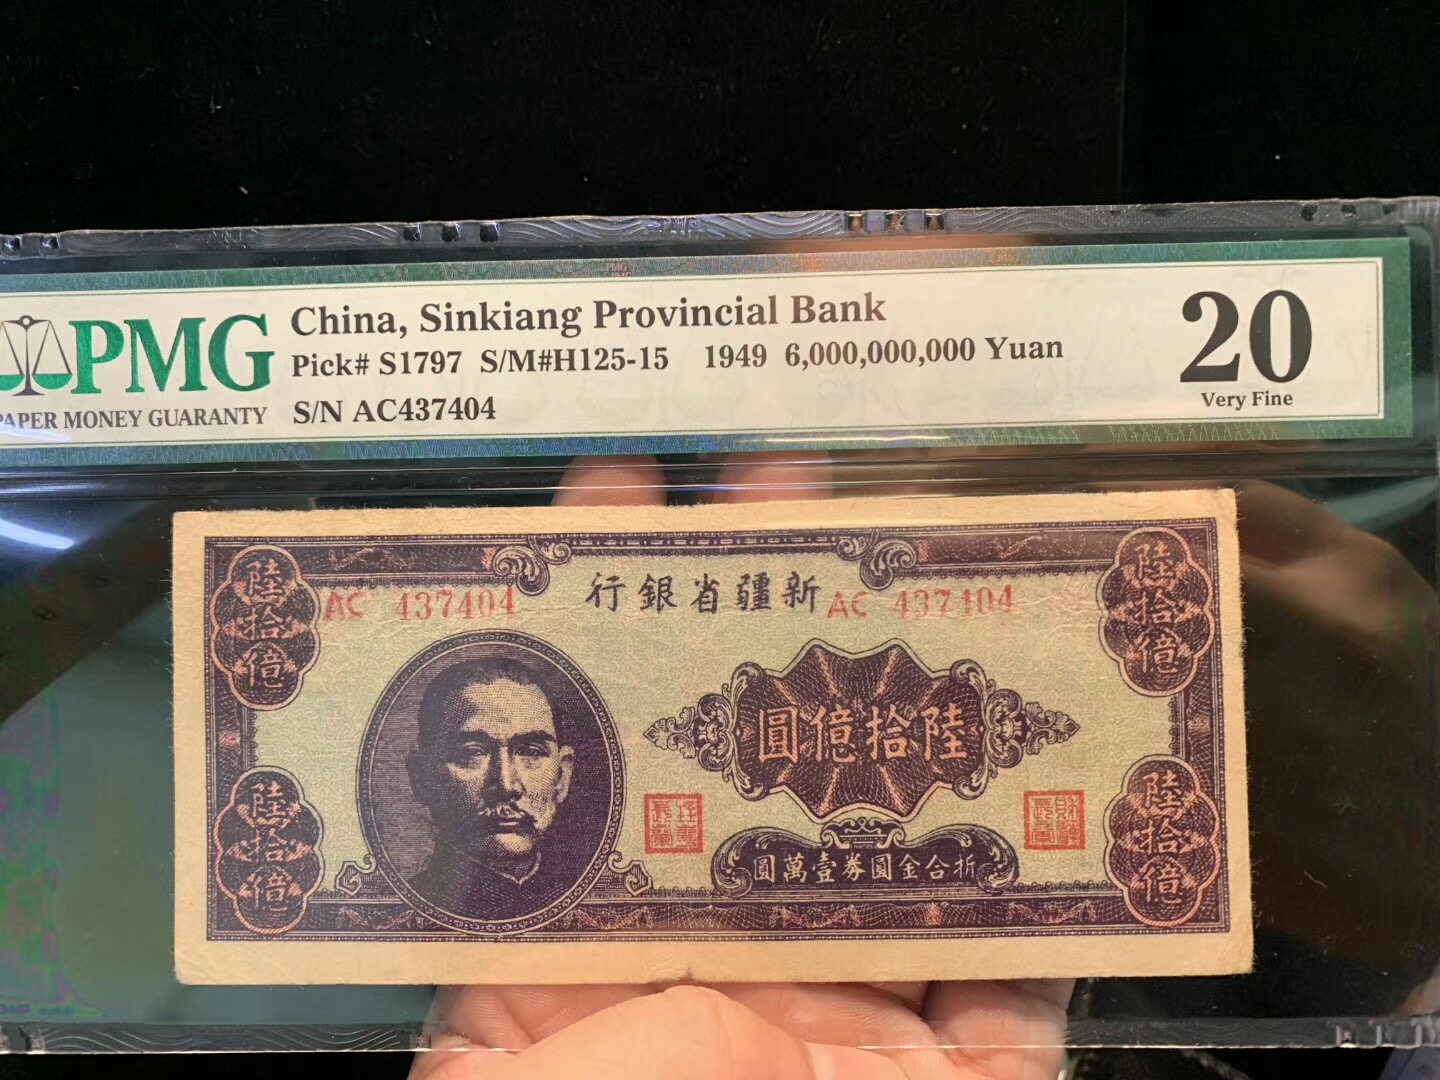 PMG
China, Sinkiang Provincial Bank
Pick# S1797 S/M#H125-15 1949 6,000,000,000 Yuan
PAPER MONEY GUARANTY
S/N AC437404
20
Very Fine
陸拾億
陸拾億
行銀省疆新
AC 437404
AC 437404
圓億拾陸
陸拾億
陸拾億
圓萬壹券圓金合折